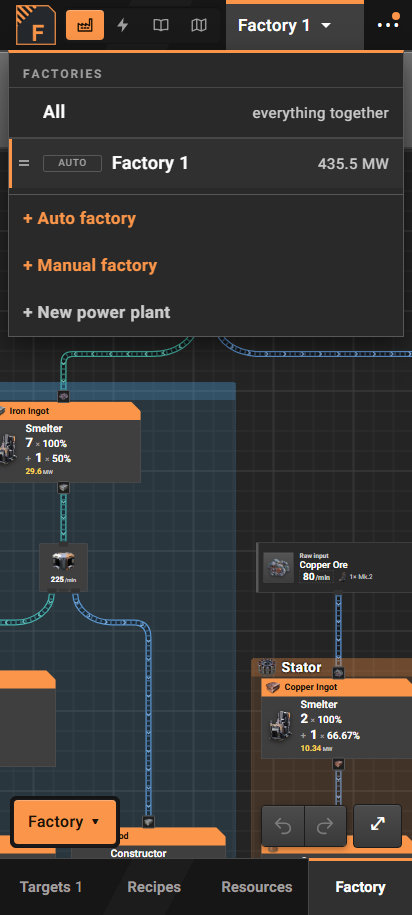 F
Factory 1
FACTORIES
All everything together
AUTO Factory 1 435.5 MW
+ Auto factory
+ Manual factory
+ New power plant
Iron Ingot
Smelter
7 × 100%
+ 1 × 50%
29.6 MW
225/min
Raw input
Copper Ore
80/min 1× Mk.2
Stator
Copper Ingot
Smelter
2 × 100%
+ 1 × 66.67%
10.34 MW
Factory
Constructor
Targets 1 Recipes Resources Factory